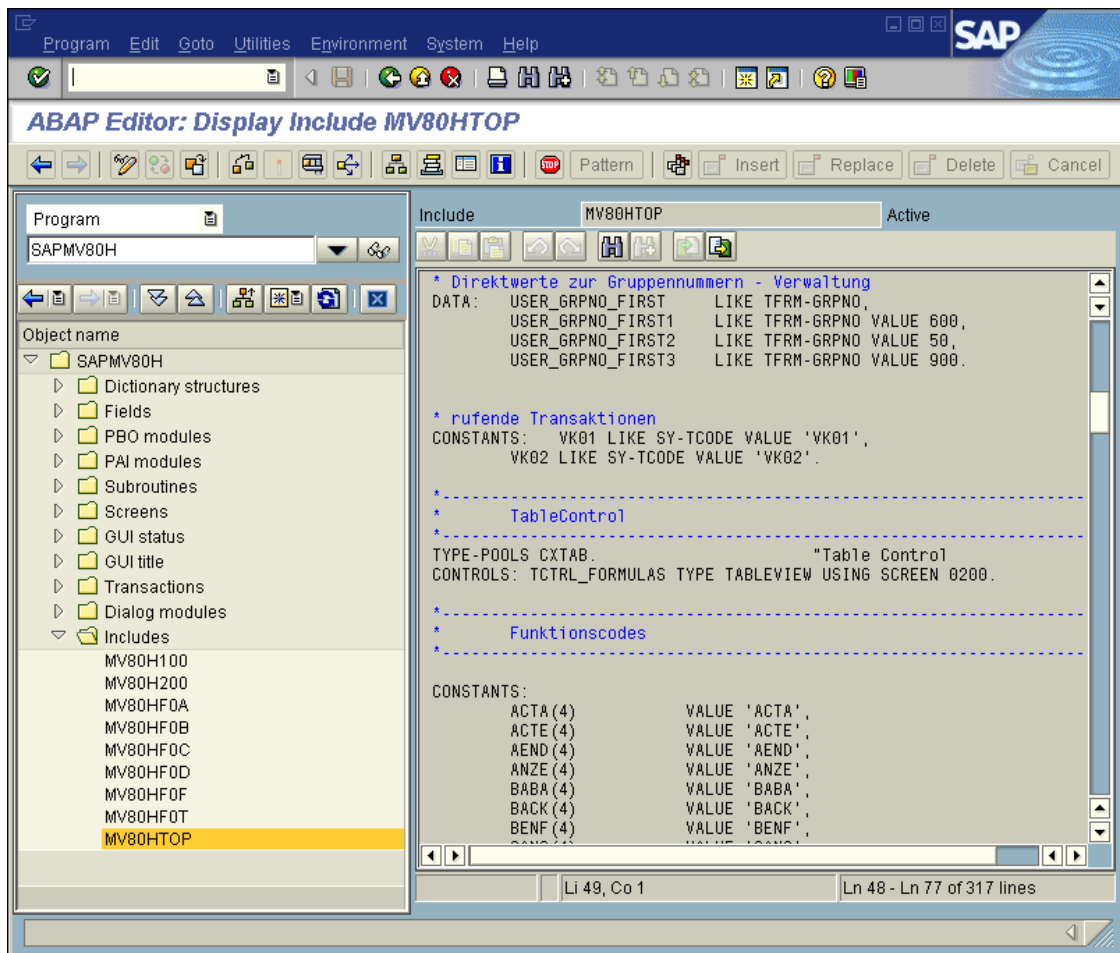 Program Edit Goto Utilities Environment System Help
SAP
ABAP Editor: Display Include MV80HTOP
STOP Pattern Insert Replace Delete Cancel
Program
SAPMV80H
Object name
SAPMV80H
Dictionary structures
Fields
PBO modules
PAI modules
Subroutines
Screens
GUI status
GUI title
Transactions
Dialog modules
Includes
MV80H100
MV80H200
MV80HF0A
MV80HF0B
MV80HF0C
MV80HF0D
MV80HF0F
MV80HF0T
MV80HTOP
Include MV80HTOP Active
* Direktwerte zur Gruppennummern - Verwaltung
DATA: USER_GRPNO_FIRST LIKE TFRM-GRPNO,
USER_GRPNO_FIRST1 LIKE TFRM-GRPNO VALUE 600,
USER_GRPNO_FIRST2 LIKE TFRM-GRPNO VALUE 50,
USER_GRPNO_FIRST3 LIKE TFRM-GRPNO VALUE 900.
* rufende Transaktionen
CONSTANTS: VK01 LIKE SY-TCODE VALUE 'VK01',
VK02 LIKE SY-TCODE VALUE 'VK02'.
*-----------------------------------------------------------------
* TableControl
*-----------------------------------------------------------------
TYPE-POOLS CXTAB. "Table Control
CONTROLS: TCTRL_FORMULAS TYPE TABLEVIEW USING SCREEN 0200.
*-----------------------------------------------------------------
* Funktionscodes
*-----------------------------------------------------------------
CONSTANTS:
ACTA(4) VALUE 'ACTA',
ACTE(4) VALUE 'ACTE',
AEND(4) VALUE 'AEND',
ANZE(4) VALUE 'ANZE',
BABA(4) VALUE 'BABA',
BACK(4) VALUE 'BACK',
BENF(4) VALUE 'BENF',
Li 49, Co 1
Ln 48 - Ln 77 of 317 lines